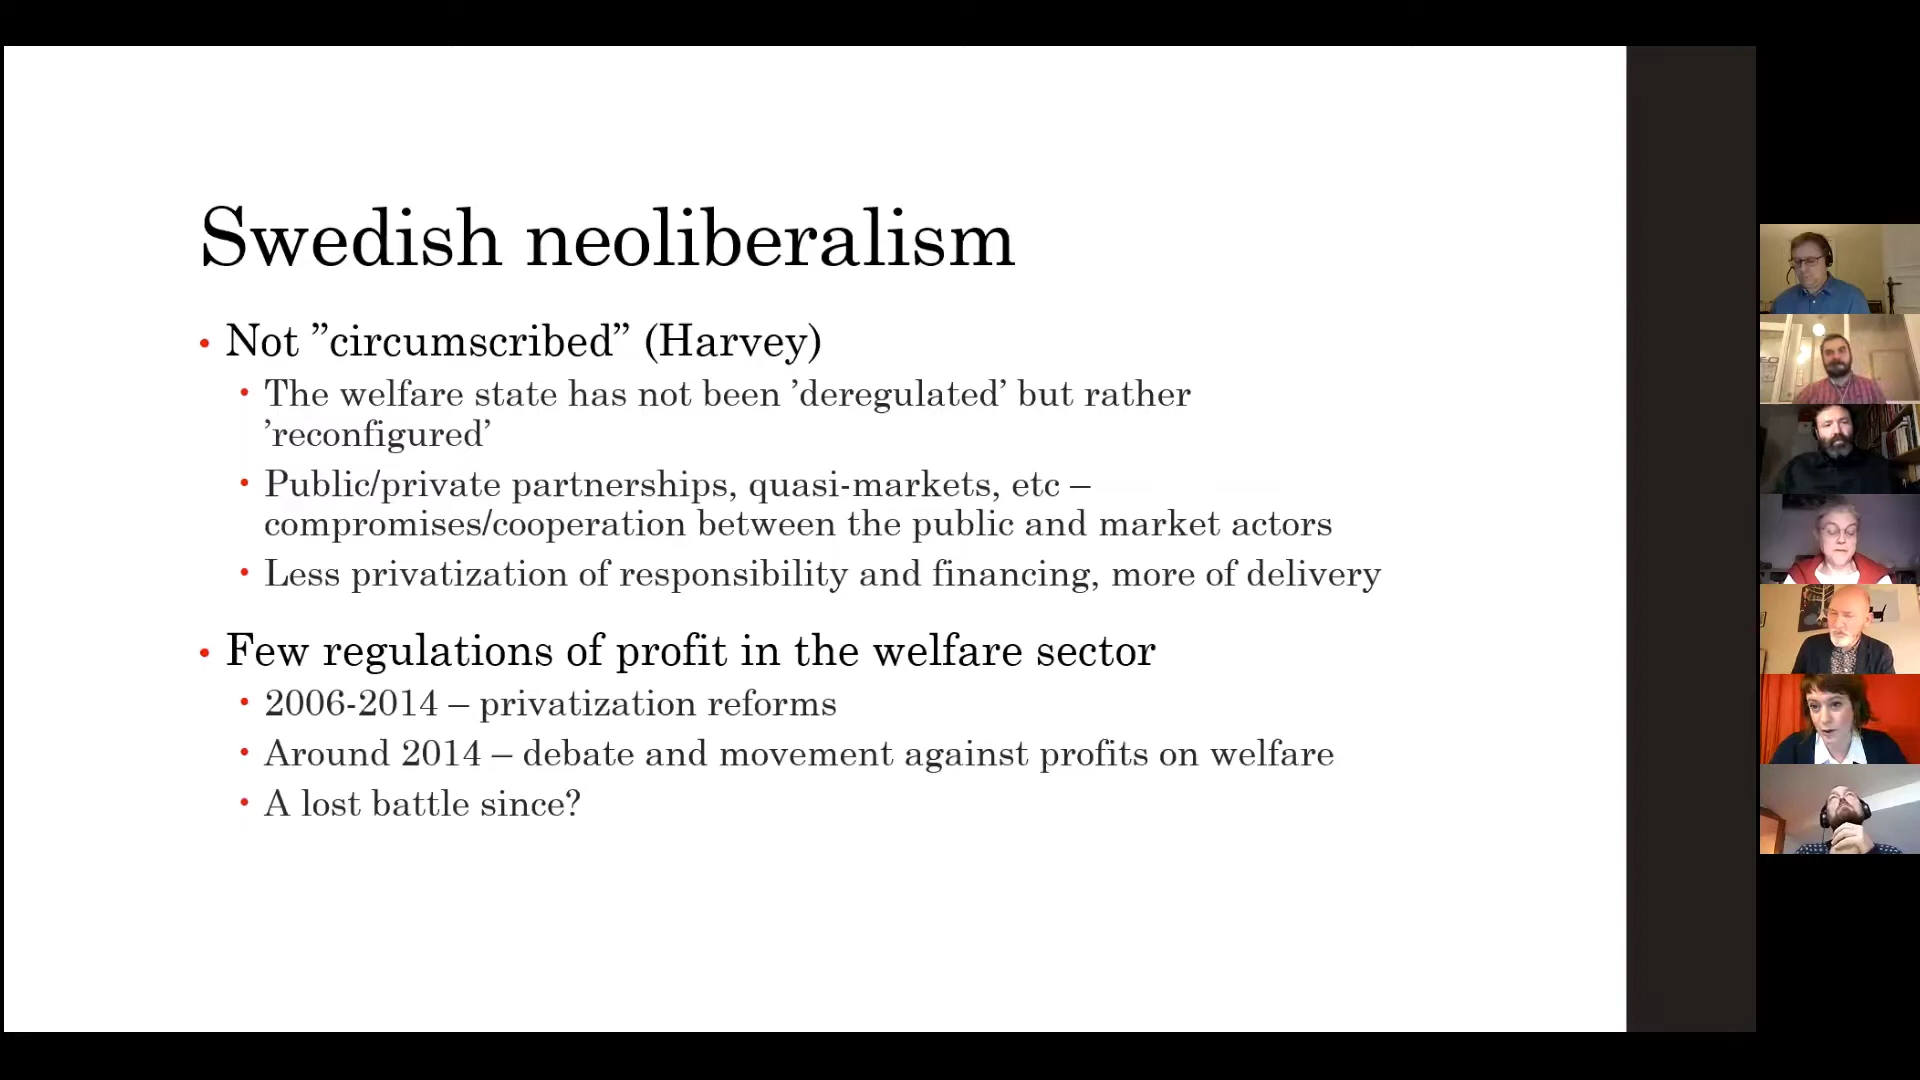 Swedish neoliberalism
• Not ”circumscribed” (Harvey)
• The welfare state has not been ’deregulated’ but rather
’reconfigured’
• Public/private partnerships, quasi-markets, etc –
compromises/cooperation between the public and market actors
• Less privatization of responsibility and financing, more of delivery
• Few regulations of profit in the welfare sector
• 2006-2014 – privatization reforms
• Around 2014 – debate and movement against profits on welfare
• A lost battle since?